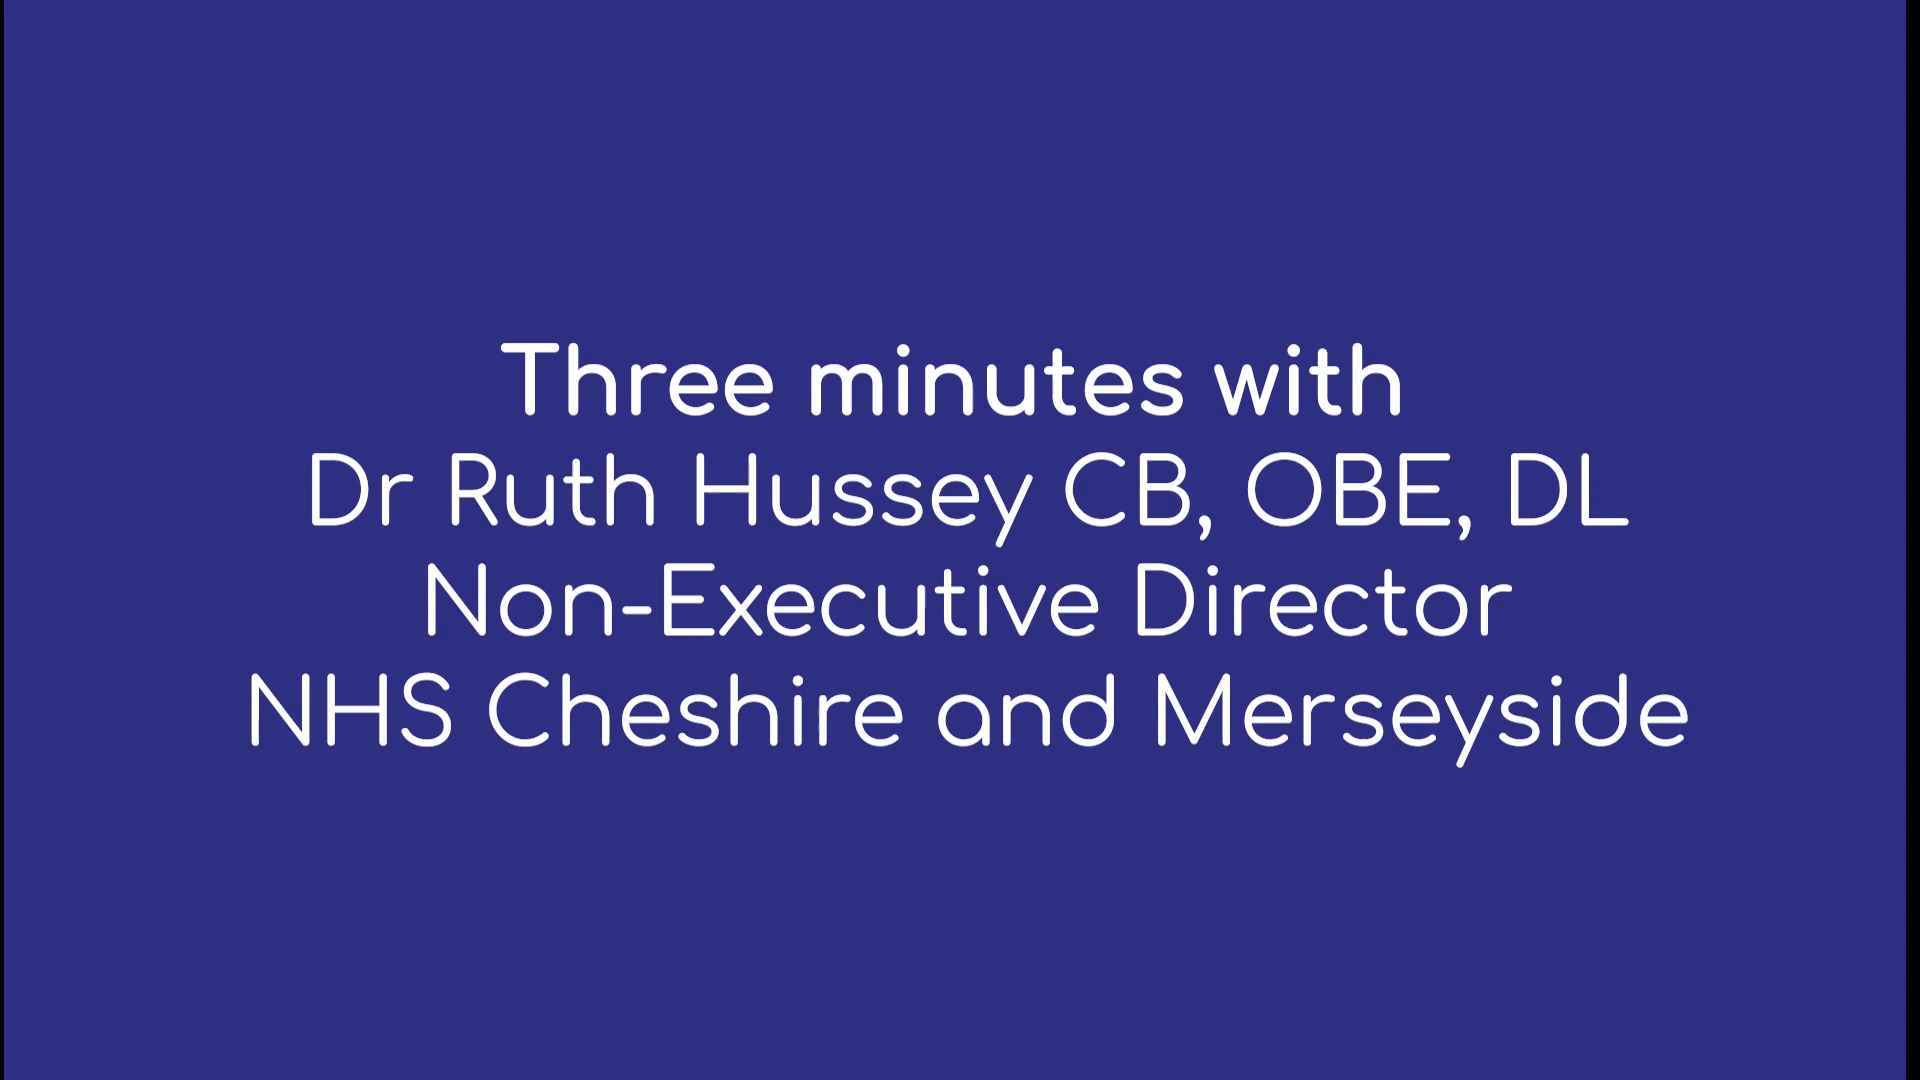 Three minutes with
Dr Ruth Hussey CB, OBE, DL
Non-Executive Director
NHS Cheshire and Merseyside